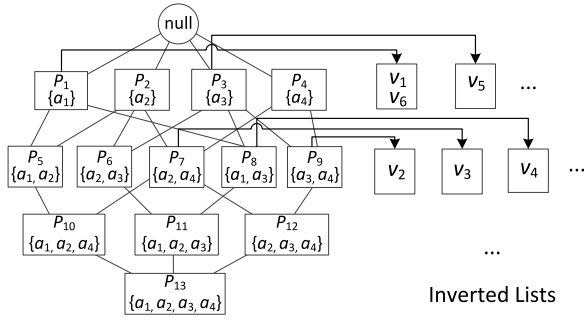 null
P1
{a1}
P2
{a2}
P3
{a3}
P4
{a4}
v1
v6
v5
...
P5
{a1, a2}
P6
{a2, a3}
P7
{a2, a4}
P8
{a1, a3}
P9
{a3, a4}
v2
v3
v4
...
P10
{a1, a2, a4}
P11
{a1, a2, a3}
P12
{a2, a3, a4}
...
P13
{a1, a2, a3, a4}
Inverted Lists